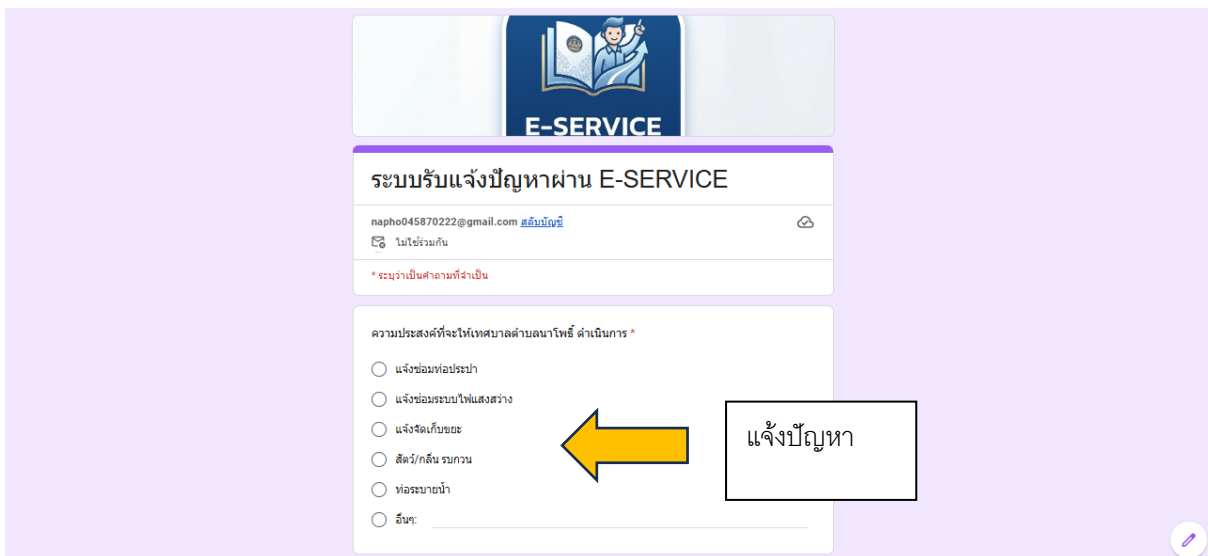 E-SERVICE
ระบบรับแจ้งปัญหาผ่าน E-SERVICE
napho045870222@gmail.com สลับบัญชี
ไม่ใช้ร่วมกัน
* ระบุว่าเป็นคำถามที่จำเป็น
ความประสงค์ที่จะให้เทศบาลตำบลนาโพธิ์ ดำเนินการ *
แจ้งซ่อมท่อประปา
แจ้งซ่อมระบบไฟแสงสว่าง
แจ้งจัดเก็บขยะ
แจ้งปัญหา
สัตว์/กลิ่น รบกวน
ท่อระบายน้ำ
อื่นๆ: